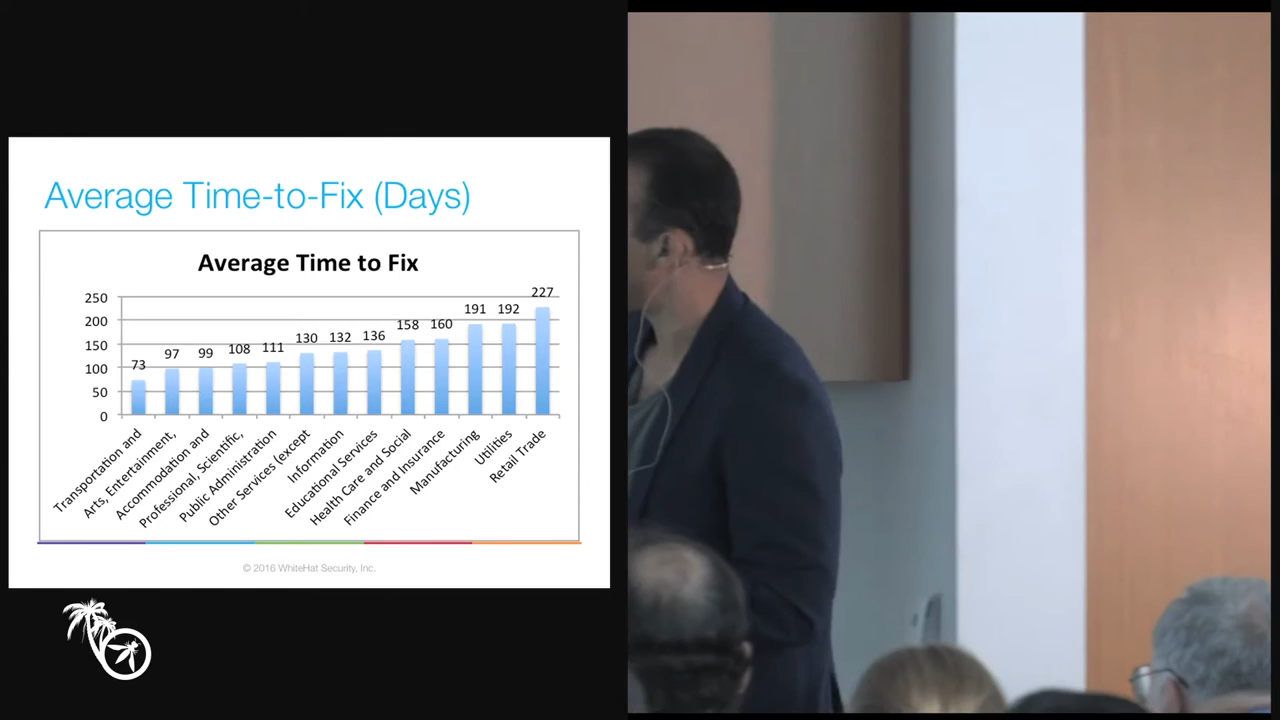 Average Time-to-Fix (Days)
Average Time to Fix
250
200
150
100
50
0
73
97
99
108
111
130
132
136
158
160
191
192
227
Transportation and
Arts, Entertainment,
Accommodation and
Professional, Scientific,
Public Administration
Other Services (except
Information
Educational Services
Health Care and Social
Finance and Insurance
Manufacturing
Utilities
Retail Trade
© 2016 WhiteHat Security, Inc.